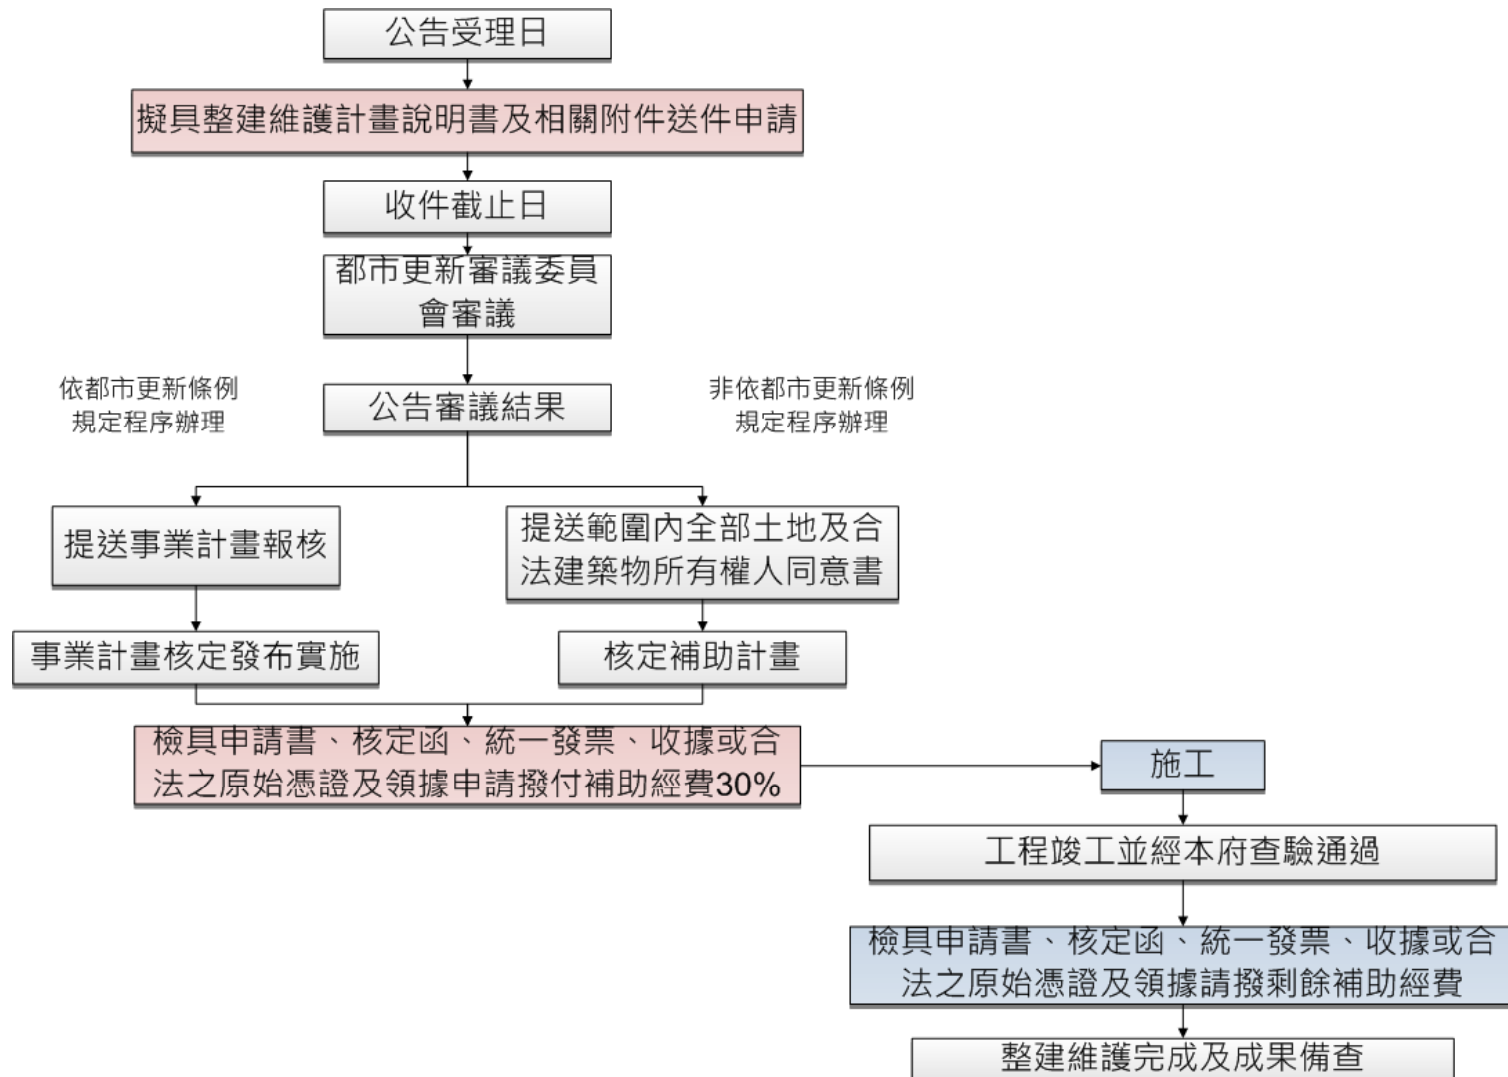 公告受理日
擬具整建維護計畫說明書及相關附件送件申請
收件截止日
都市更新審議委員
會審議
公告審議結果
依都市更新條例
規定程序辦理
非依都市更新條例
規定程序辦理
提送事業計畫報核
提送範圍內全部土地及合
法建築物所有權人同意書
事業計畫核定發布實施
核定補助計畫
檢具申請書、核定函、統一發票、收據或合
法之原始憑證及領據申請撥付補助經費30%
施工
工程竣工並經本府查驗通過
檢具申請書、核定函、統一發票、收據或合
法之原始憑證及領據請撥剩餘補助經費
整建維護完成及成果備查